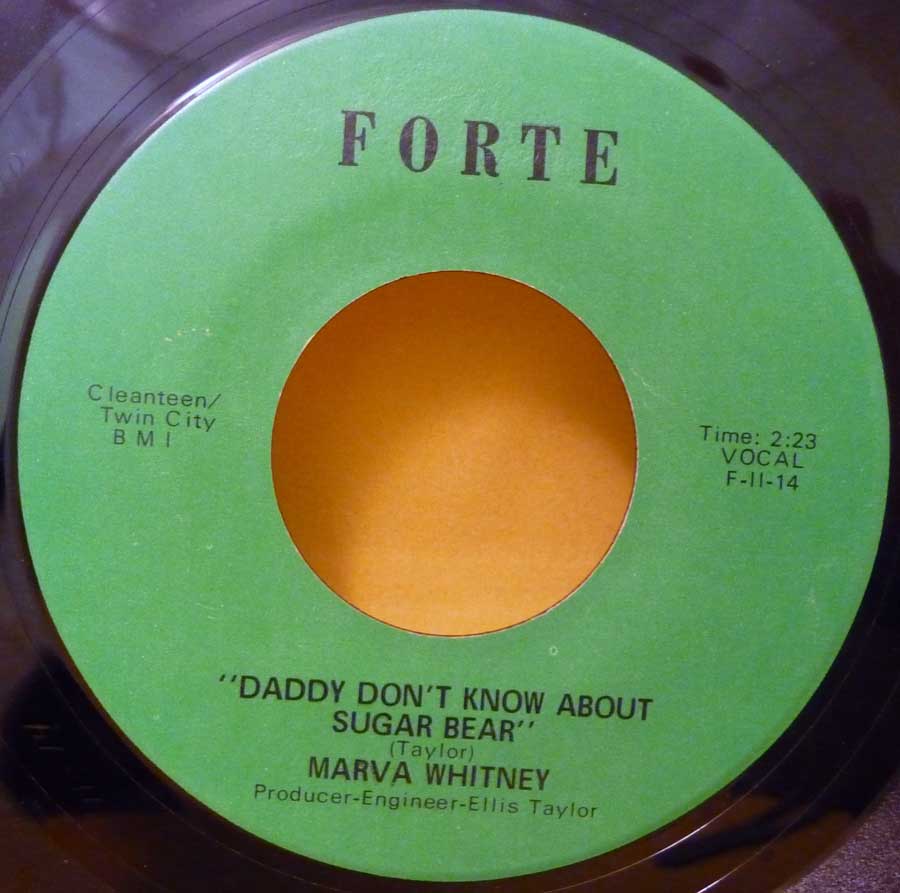 FORTE
Cleanteen/
Twin City
BMI
Time: 2:23
VOCAL
F-11-14
"DADDY DON'T KNOW ABOUT
SUGAR BEAR"
(Taylor)
MARVA WHITNEY
Producer-Engineer-Ellis Taylor